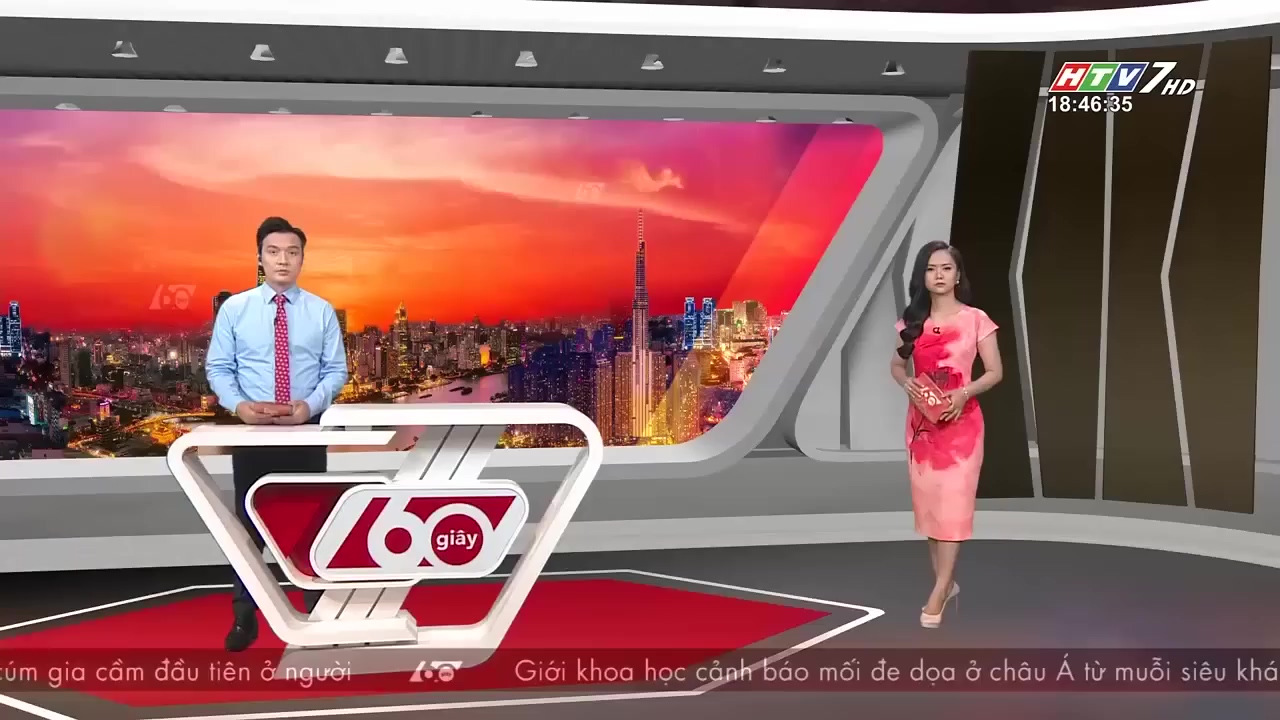 HTV7 HD
18:46:35
60 giây
cúm gia cầm đầu tiên ở người 60 Giới khoa học cảnh báo mối đe dọa ở châu Á từ muỗi siêu khá